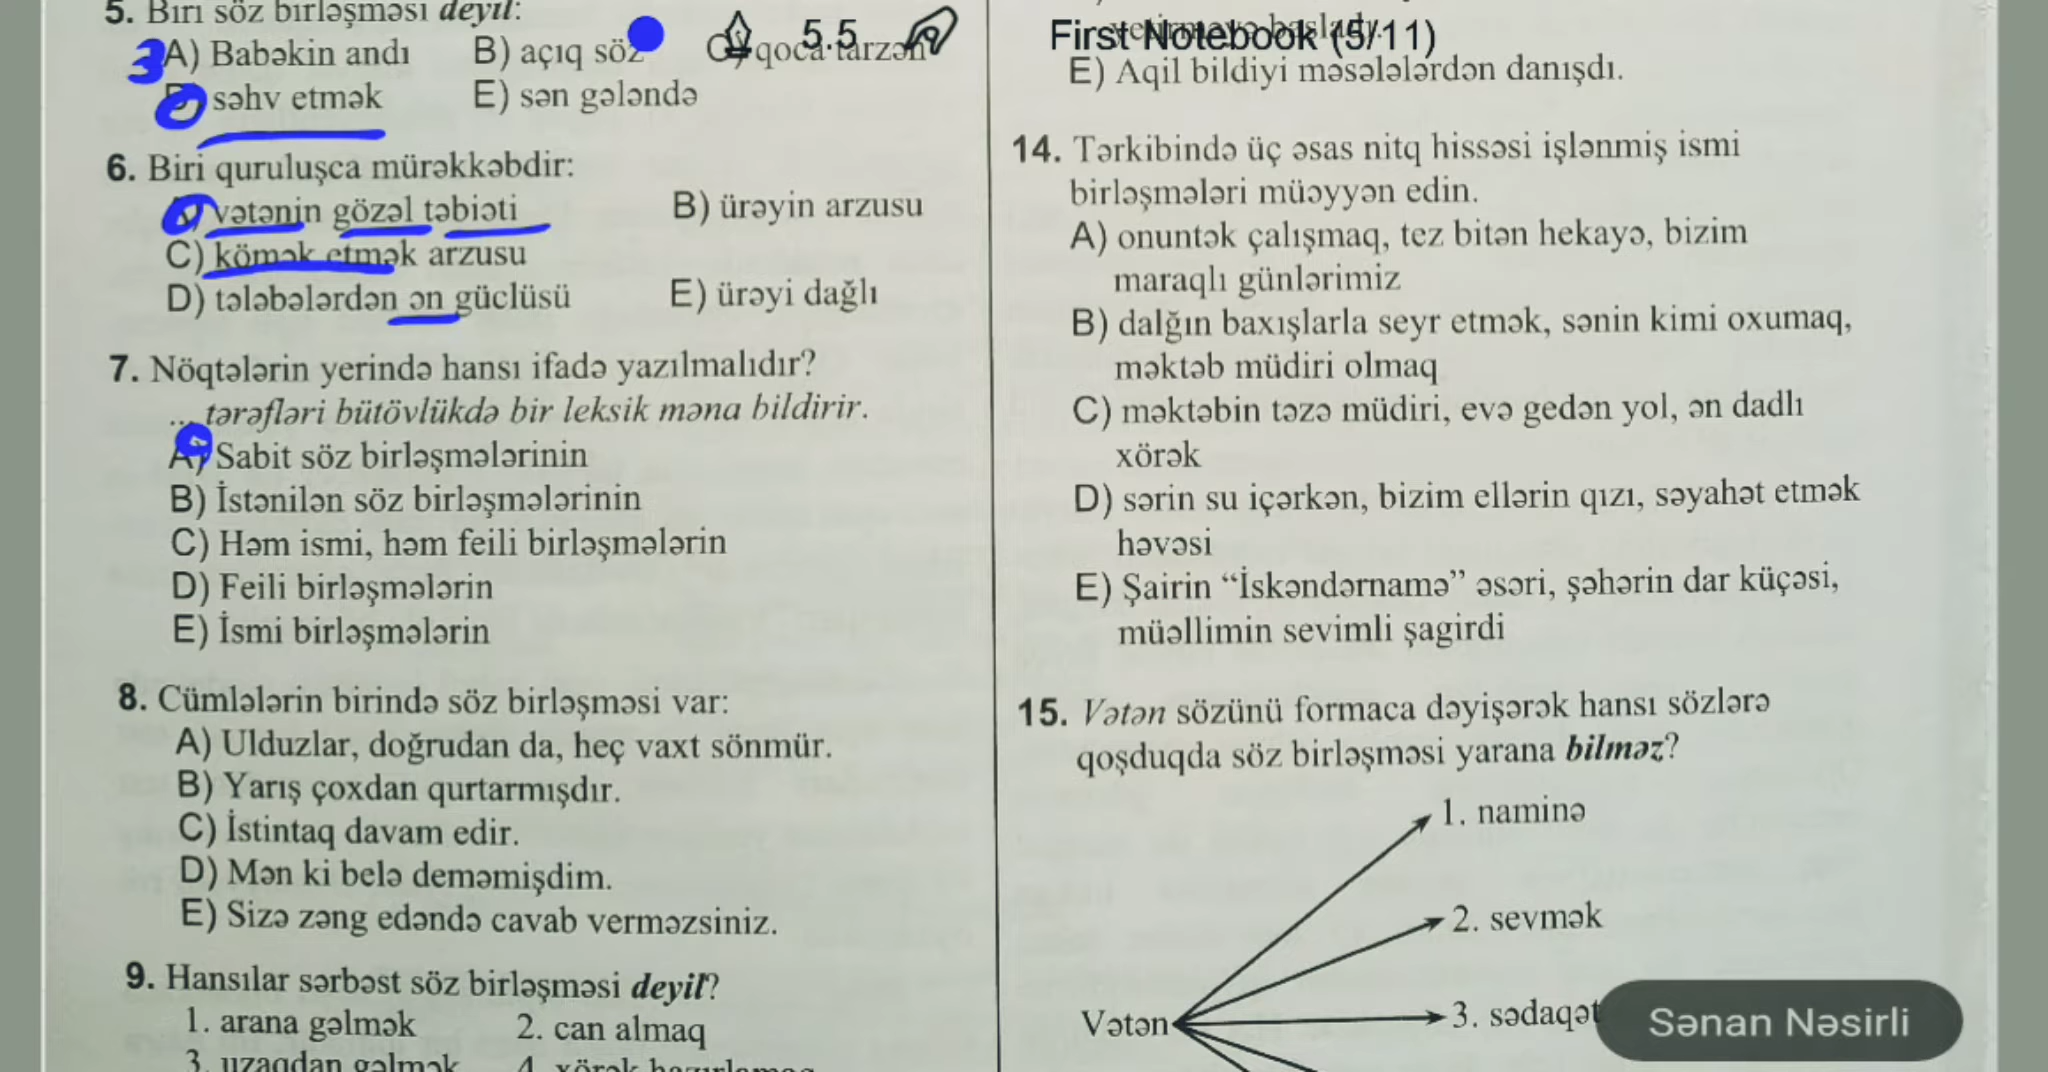 5. Biri söz birləşməsi deyil:
A) Babəkin andı B) açıq söz C) qoca tarzən
D) səhv etmək E) sən gələndə
6. Biri quruluşca mürəkkəbdir:
A) vətənin gözəl təbiəti B) ürəyin arzusu
C) kömək etmək arzusu
D) tələbələrdən ən güclüsü E) ürəyi dağlı
7. Nöqtələrin yerində hansı ifadə yazılmalıdır?
... tərəfləri bütövlükdə bir leksik məna bildirir.
A) Sabit söz birləşmələrinin
B) İstənilən söz birləşmələrinin
C) Həm ismi, həm feili birləşmələrin
D) Feili birləşmələrin
E) İsmi birləşmələrin
8. Cümlələrin birində söz birləşməsi var:
A) Ulduzlar, doğrudan da, heç vaxt sönmür.
B) Yarış çoxdan qurtarmışdır.
C) İstintaq davam edir.
D) Mən ki belə deməmişdim.
E) Sizə zəng edəndə cavab verməzsiniz.
9. Hansılar sərbəst söz birləşməsi deyil?
1. arana gəlmək 2. can almaq
3. uzaqdan gəlmək 4. xörək hazırlamaq
5.5
First Notebook (5/11)
yetirməyə başladı.
E) Aqil bildiyi məsələlərdən danışdı.
14. Tərkibində üç əsas nitq hissəsi işlənmiş ismi
birləşmələri müəyyən edin.
A) onuntək çalışmaq, tez bitən hekayə, bizim
maraqlı günlərimiz
B) dalğın baxışlarla seyr etmək, sənin kimi oxumaq,
məktəb müdiri olmaq
C) məktəbin təzə müdiri, evə gedən yol, ən dadlı
xörək
D) sərin su içərkən, bizim ellərin qızı, səyahət etmək
həvəsi
E) Şairin “İskəndərnamə” əsəri, şəhərin dar küçəsi,
müəllimin sevimli şagirdi
15. Vətən sözünü formaca dəyişərək hansı sözlərə
qoşduqda söz birləşməsi yarana bilməz?
1. naminə
2. sevmək
Vətən 3. sədaqət
Sənan Nəsirli